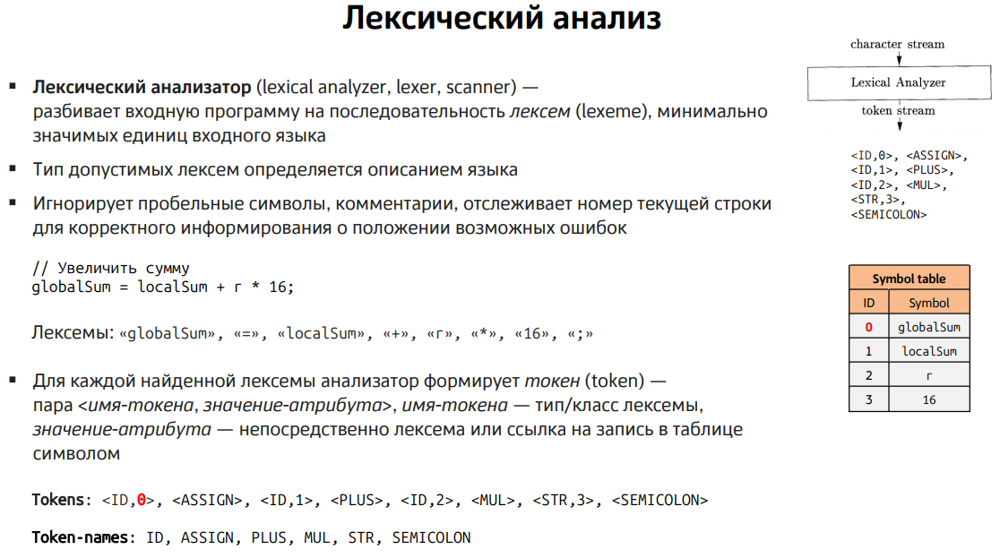 Лексический анализ
▪ Лексический анализатор (lexical analyzer, lexer, scanner) —
разбивает входную программу на последовательность лексем (lexeme), минимально
значимых единиц входного языка
▪ Тип допустимых лексем определяется описанием языка
▪ Игнорирует пробельные символы, комментарии, отслеживает номер текущей строки
для корректного информирования о положении возможных ошибок
// Увеличить сумму
globalSum = localSum + r * 16;
Лексемы: «globalSum», «=», «localSum», «+», «r», «*», «16», «;»
▪ Для каждой найденной лексемы анализатор формирует токен (token) —
пара <имя-токена, значение-атрибута>, имя-токена — тип/класс лексемы,
значение-атрибута — непосредственно лексема или ссылка на запись в таблице
символом
Tokens: <ID,0>, <ASSIGN>, <ID,1>, <PLUS>, <ID,2>, <MUL>, <STR,3>, <SEMICOLON>
Token-names: ID, ASSIGN, PLUS, MUL, STR, SEMICOLON
character stream
Lexical Analyzer
token stream
<ID,0>, <ASSIGN>,
<ID,1>, <PLUS>,
<ID,2>, <MUL>,
<STR,3>,
<SEMICOLON>
Symbol table
ID Symbol
0 globalSum
1 localSum
2 r
3 16